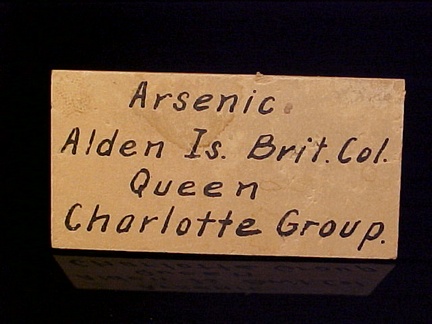 Arsenic
Alden Is. Brit. Col.
Queen
Charlotte Group.